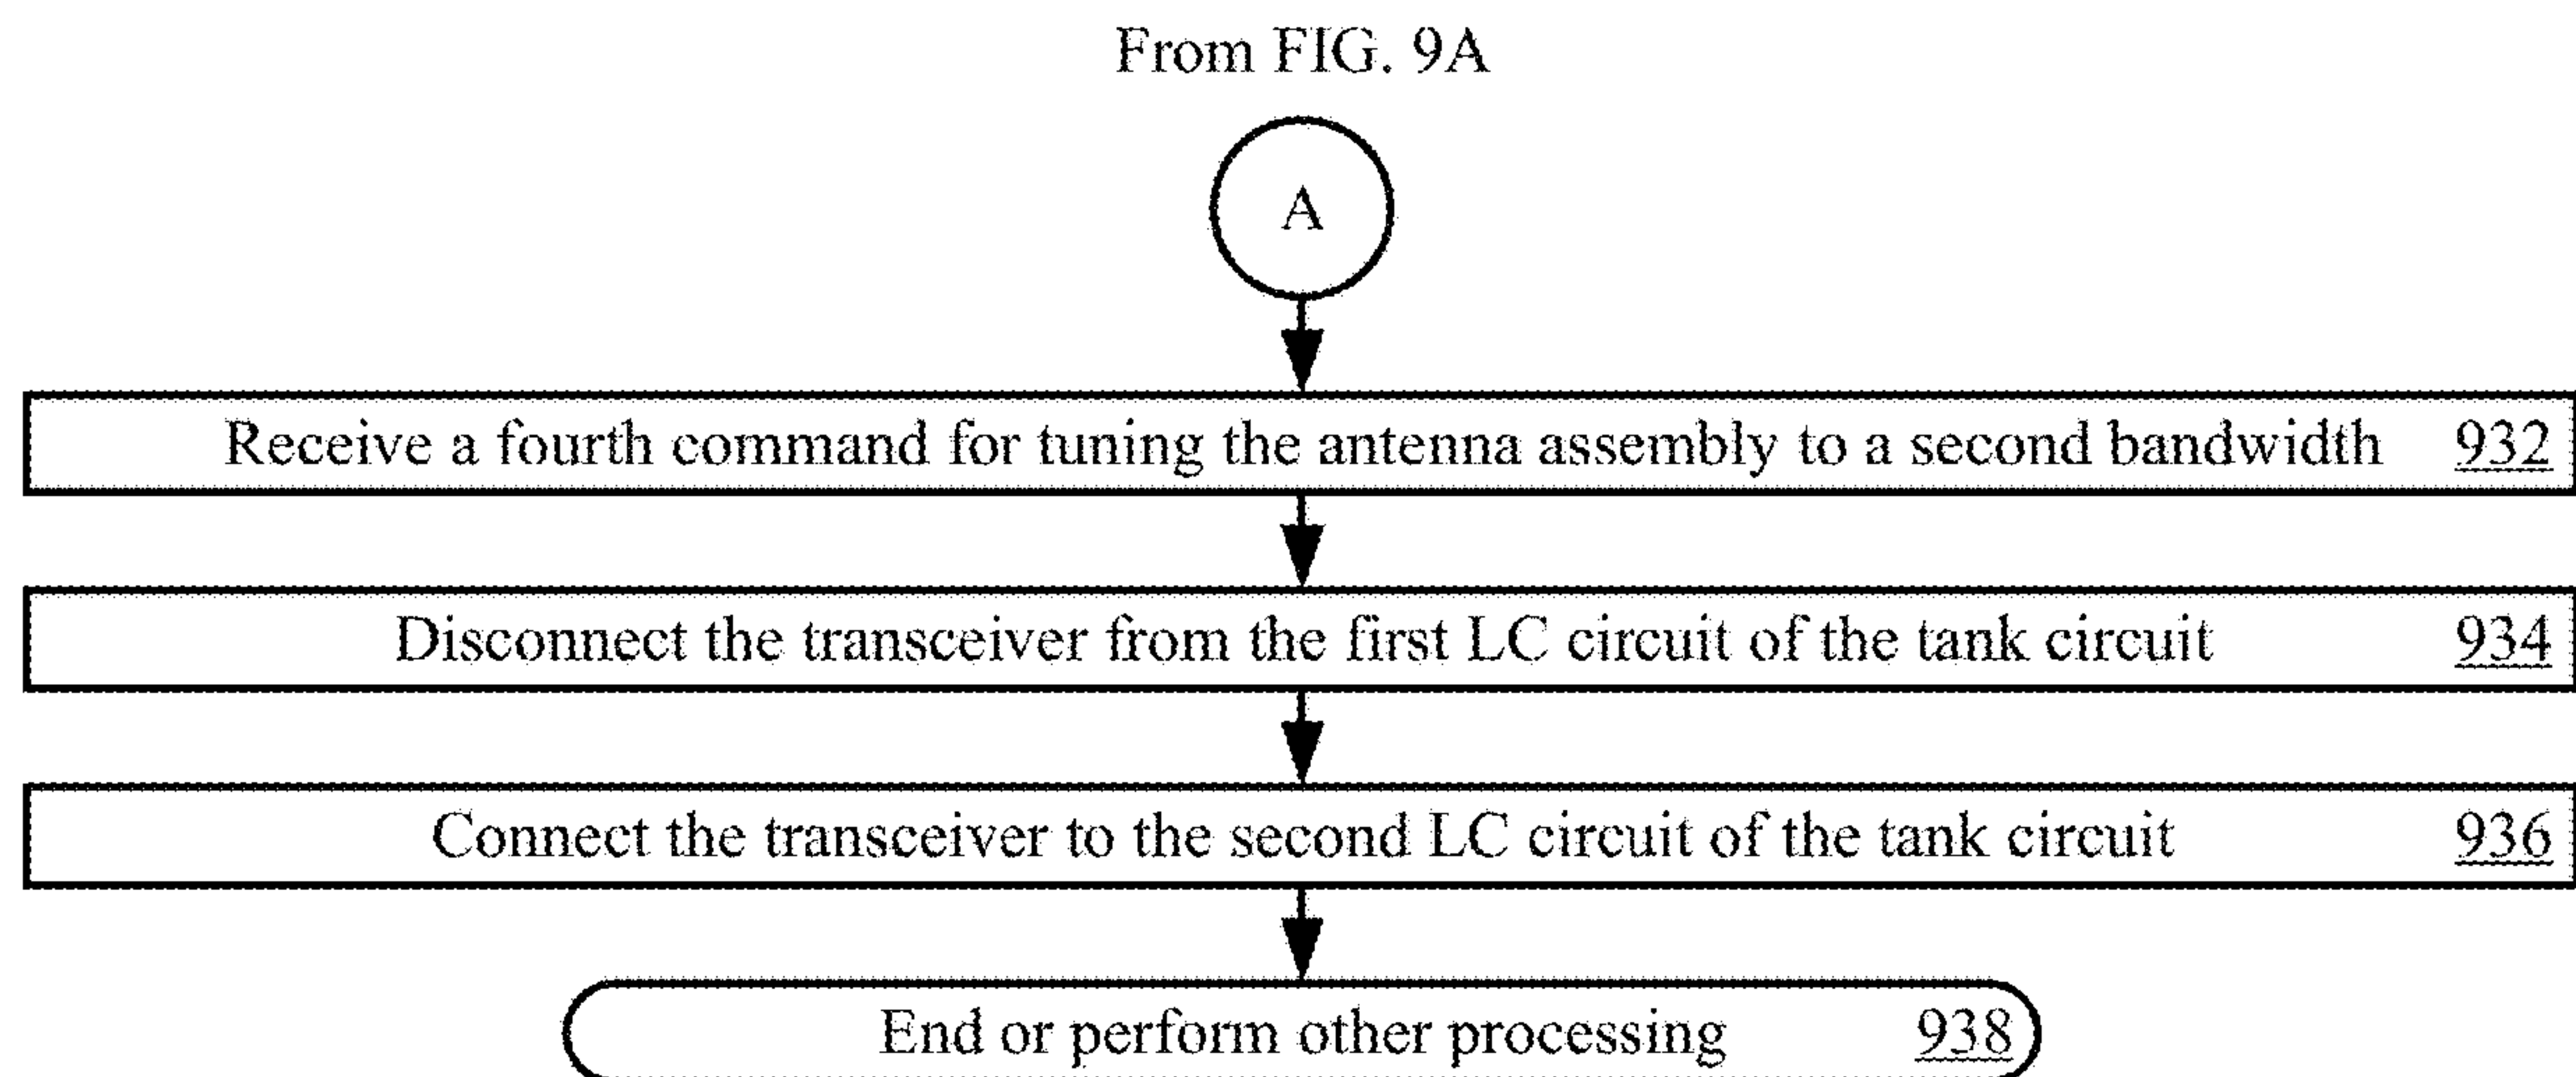 From FIG. 9A
A
Receive a fourth command for tuning the antenna assembly to a second bandwidth 932
Disconnect the transceiver from the first LC circuit of the tank circuit 934
Connect the transceiver to the second LC circuit of the tank circuit 936
End or perform other processing 938